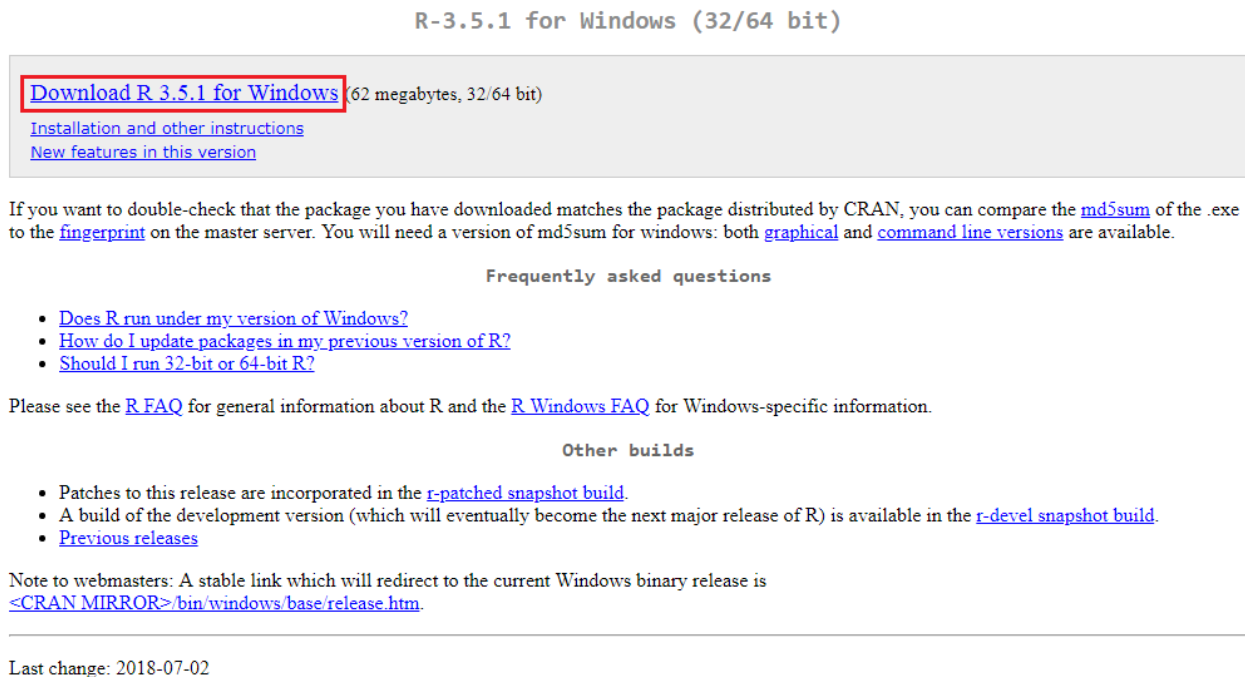 R-3.5.1 for Windows (32/64 bit)
Download R 3.5.1 for Windows (62 megabytes, 32/64 bit)
Installation and other instructions
New features in this version
If you want to double-check that the package you have downloaded matches the package distributed by CRAN, you can compare the md5sum of the .exe
to the fingerprint on the master server. You will need a version of md5sum for windows: both graphical and command line versions are available.
Frequently asked questions
• Does R run under my version of Windows?
• How do I update packages in my previous version of R?
• Should I run 32-bit or 64-bit R?
Please see the R FAQ for general information about R and the R Windows FAQ for Windows-specific information.
Other builds
• Patches to this release are incorporated in the r-patched snapshot build.
• A build of the development version (which will eventually become the next major release of R) is available in the r-devel snapshot build.
• Previous releases
Note to webmasters: A stable link which will redirect to the current Windows binary release is
<CRAN MIRROR>/bin/windows/base/release.htm.
Last change: 2018-07-02